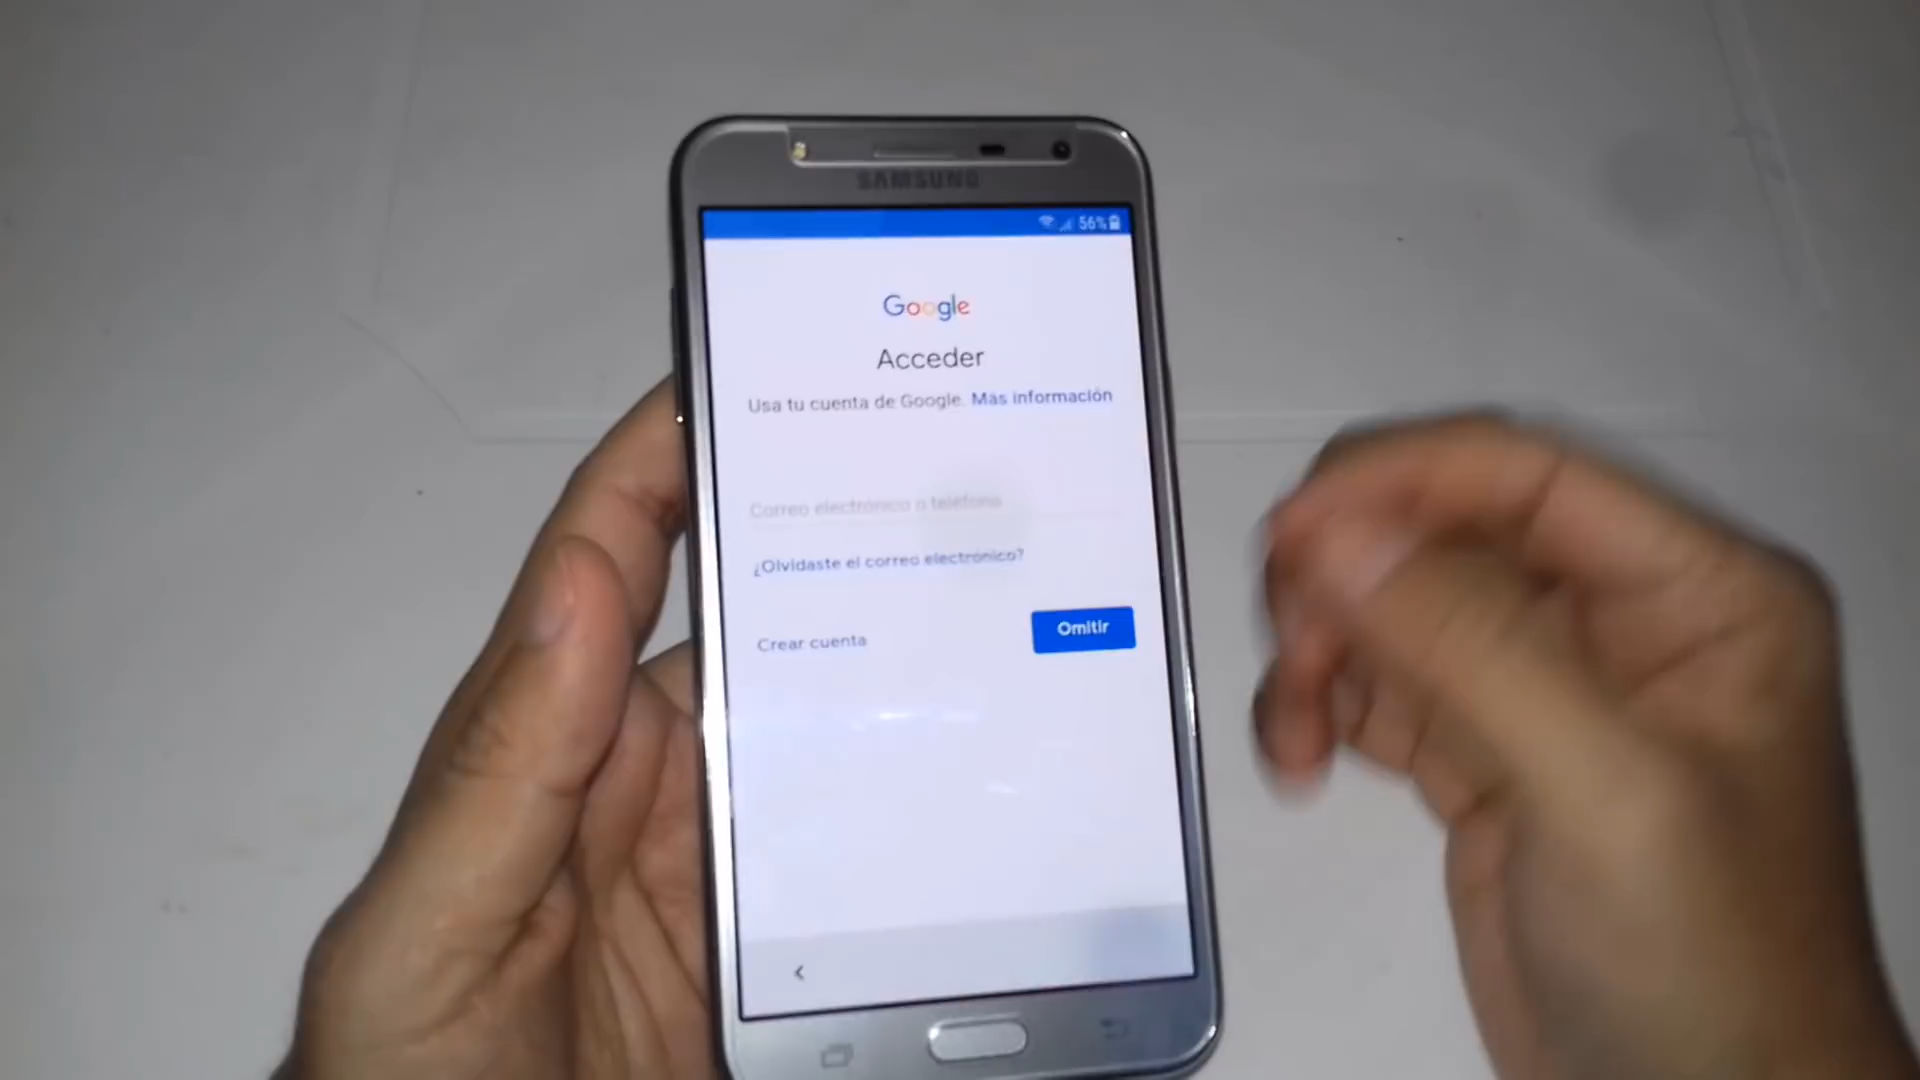 SAMSUNG
56%
Google
Acceder
Usa tu cuenta de Google. Más información
Correo electrónico o teléfono
¿Olvidaste el correo electrónico?
Crear cuenta
Omitir